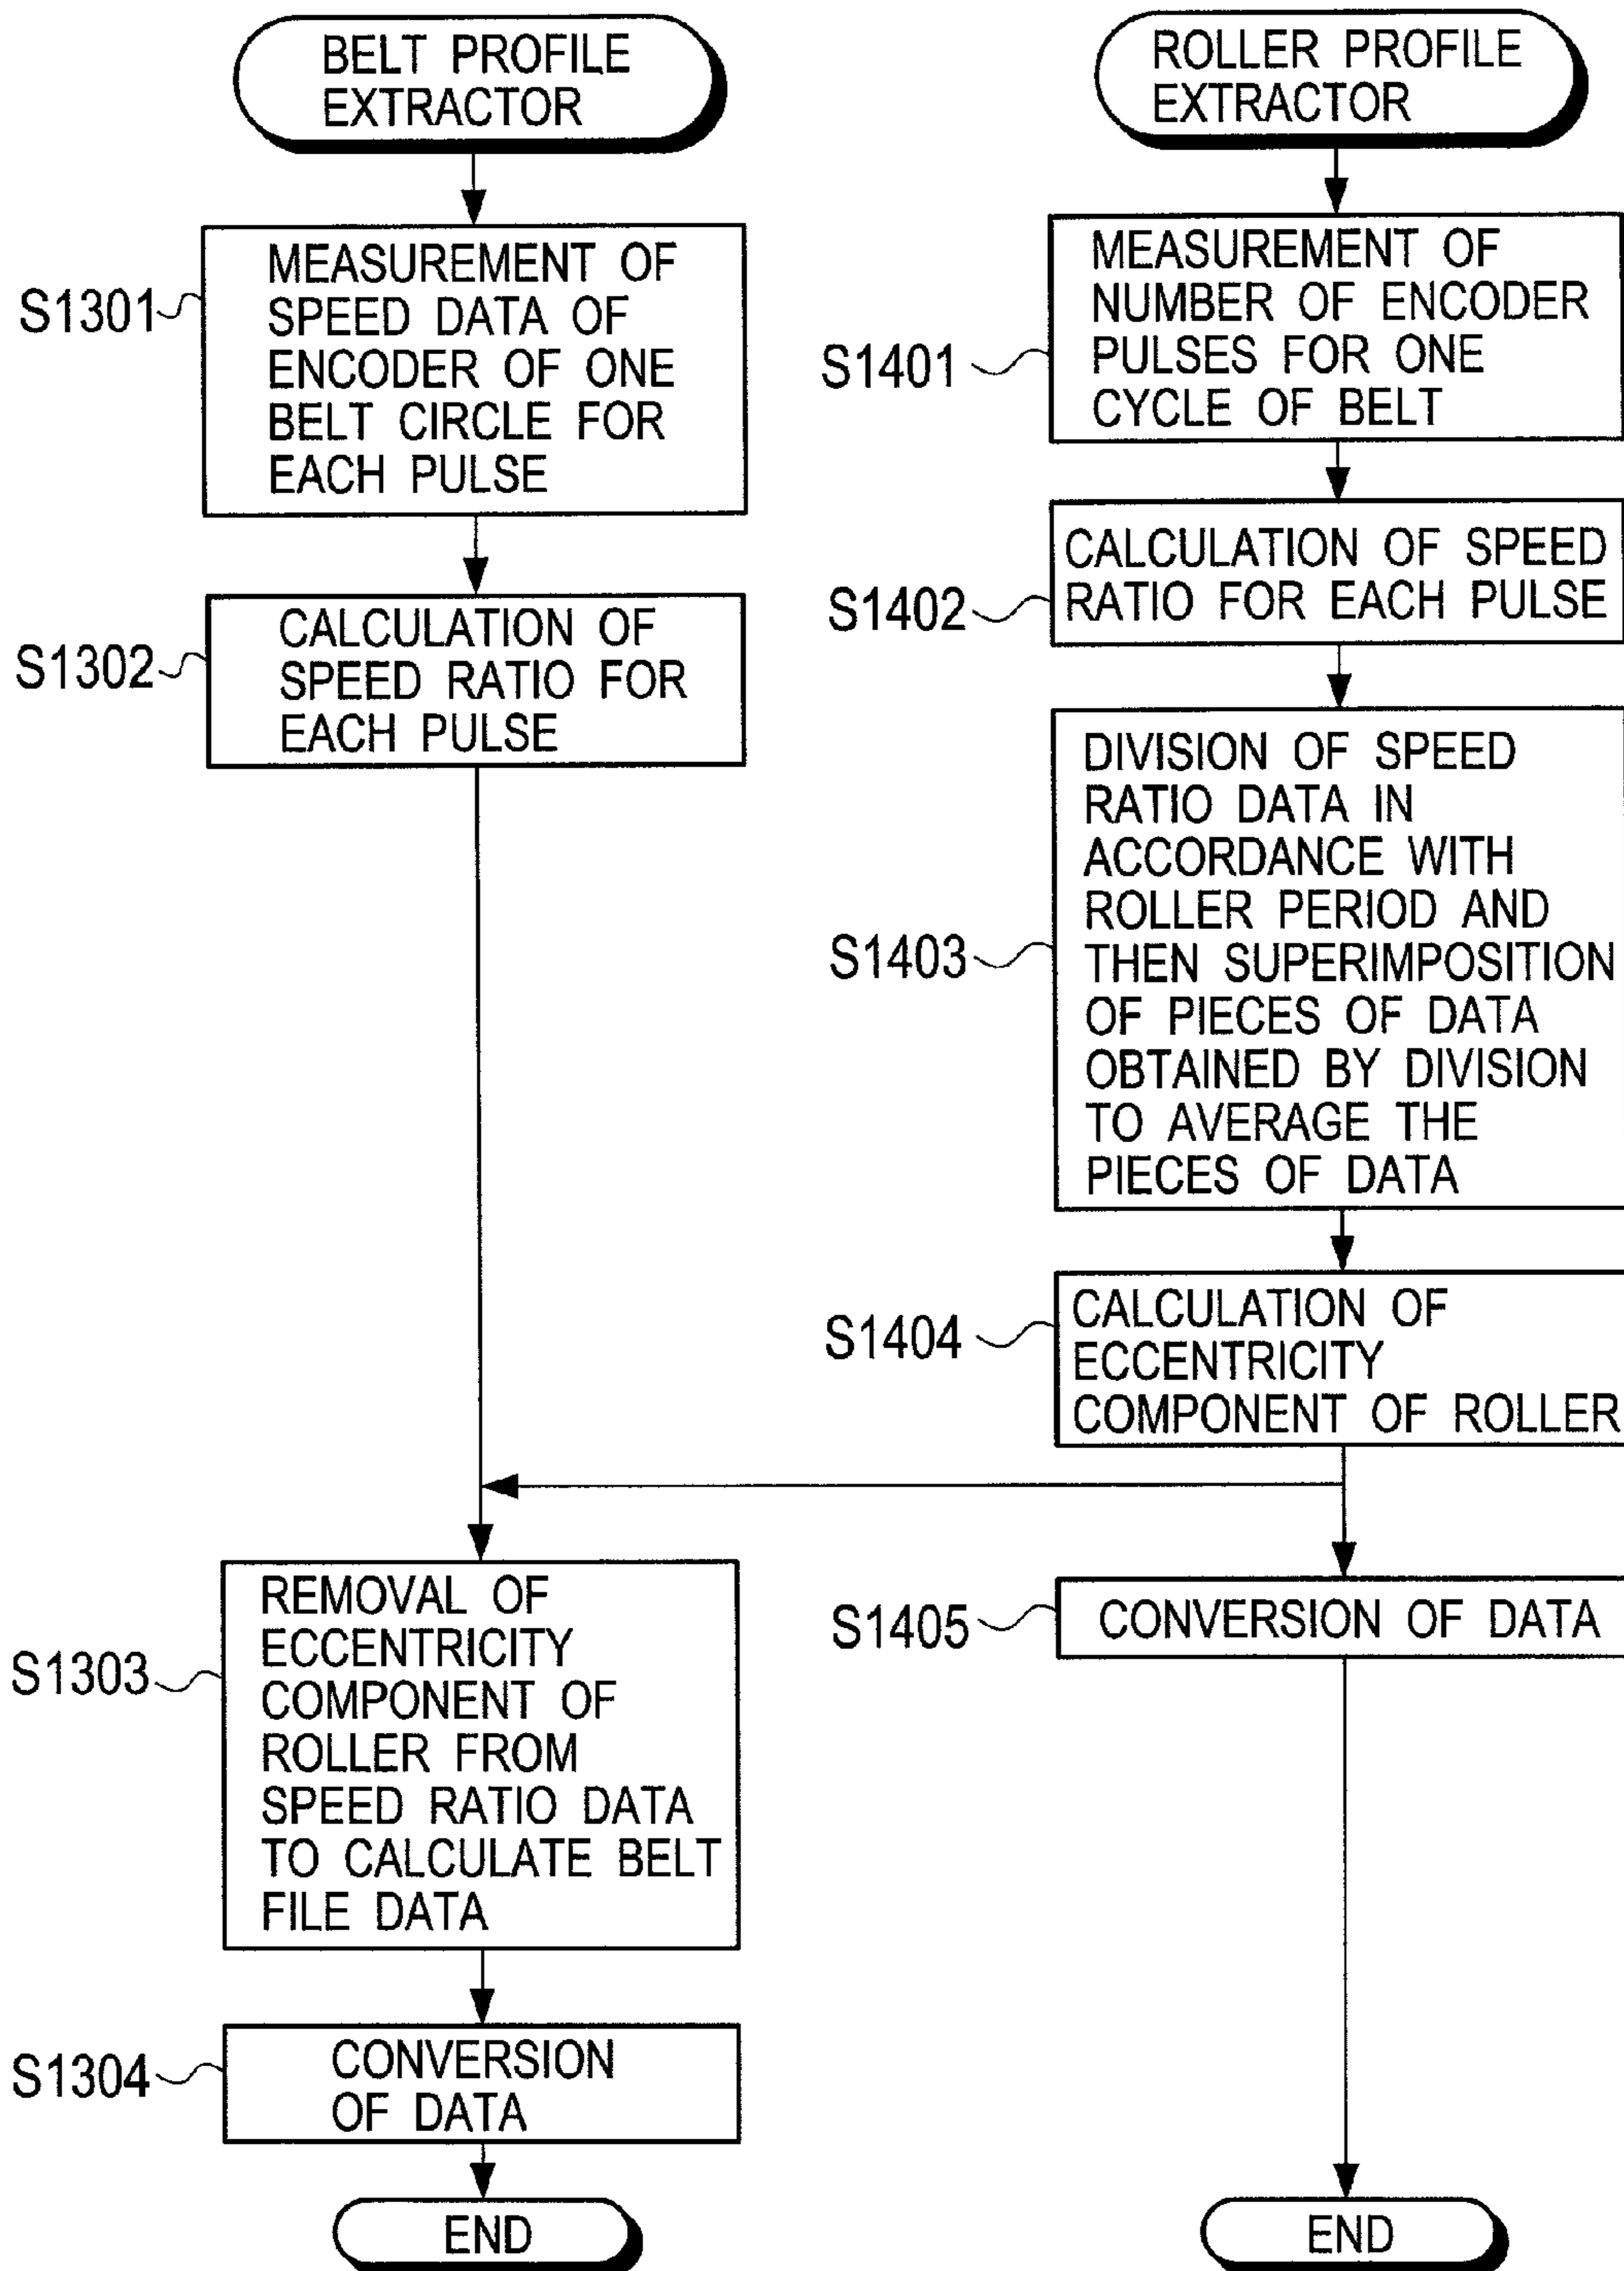 BELT PROFILE
EXTRACTOR
S1301
MEASUREMENT OF
SPEED DATA OF
ENCODER OF ONE
BELT CIRCLE FOR
EACH PULSE
S1302
CALCULATION OF
SPEED RATIO FOR
EACH PULSE
S1303
REMOVAL OF
ECCENTRICITY
COMPONENT OF
ROLLER FROM
SPEED RATIO DATA
TO CALCULATE BELT
FILE DATA
S1304
CONVERSION
OF DATA
END
ROLLER PROFILE
EXTRACTOR
S1401
MEASUREMENT OF
NUMBER OF ENCODER
PULSES FOR ONE
CYCLE OF BELT
S1402
CALCULATION OF SPEED
RATIO FOR EACH PULSE
S1403
DIVISION OF SPEED
RATIO DATA IN
ACCORDANCE WITH
ROLLER PERIOD AND
THEN SUPERIMPOSITION
OF PIECES OF DATA
OBTAINED BY DIVISION
TO AVERAGE THE
PIECES OF DATA
S1404
CALCULATION OF
ECCENTRICITY
COMPONENT OF ROLLER
S1405
CONVERSION OF DATA
END